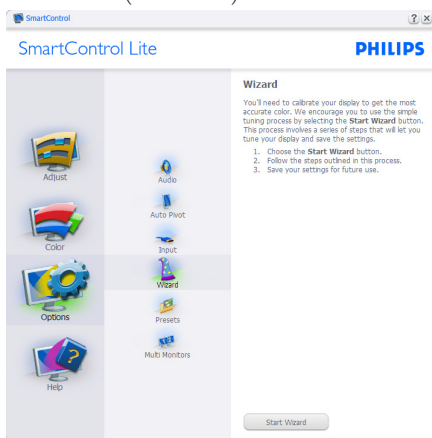 SmartControl
? ×
SmartControl Lite
PHILIPS
Adjust
Color
Options
Help
Audio
Auto Pivot
Input
Wizard
Presets
Multi Monitors
Wizard
You'll need to calibrate your display to get the most
accurate color. We encourage you to use the simple
tuning process by selecting the Start Wizard button.
This process involves a series of steps that will let you
tune your display and save the settings.
1. Choose the Start Wizard button.
2. Follow the steps outlined in this process.
3. Save your settings for future use.
Start Wizard